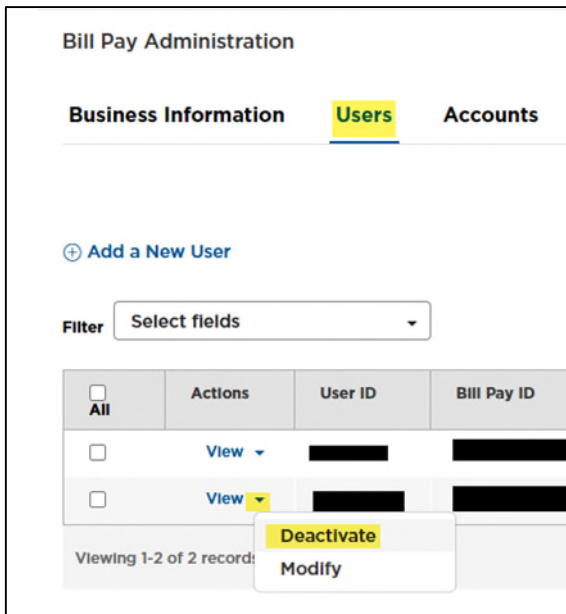 Bill Pay Administration
Business Information Users Accounts
Add a New User
Filter Select fields
All Actions User ID Bill Pay ID
View
View
Deactivate
Viewing 1-2 of 2 records
Modify